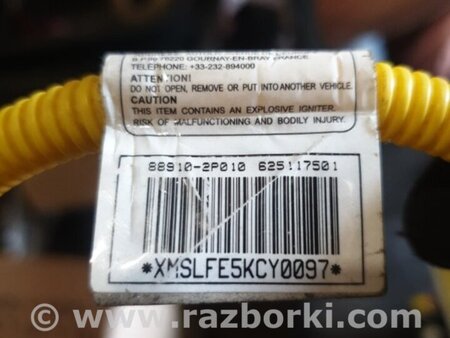 GOURNAY-EN-BRAY FRANCE
TELEPHONE: +33-232-894000
ATTENTION!
DO NOT OPEN, REMOVE OR PUT INTO ANOTHER VEHICLE.
CAUTION
THIS ITEM CONTAINS AN EXPLOSIVE IGNITER.
RISK OF MALFUNCTIONING AND BODILY INJURY.
88910-2P010 625117501
*XMSLFE5KCY0097*
© www.razborki.com